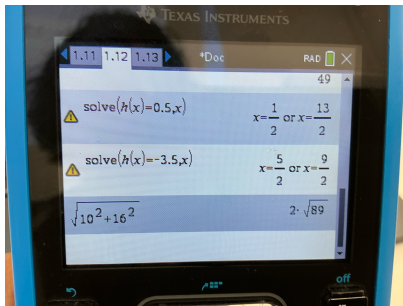 TEXAS INSTRUMENTS
1.11 1.12 1.13 *Doc RAD
49
solve(h(x)=0.5,x) x=1/2 or x=13/2
solve(h(x)=-3.5,x) x=5/2 or x=9/2
√(10²+16²) 2·√89
off